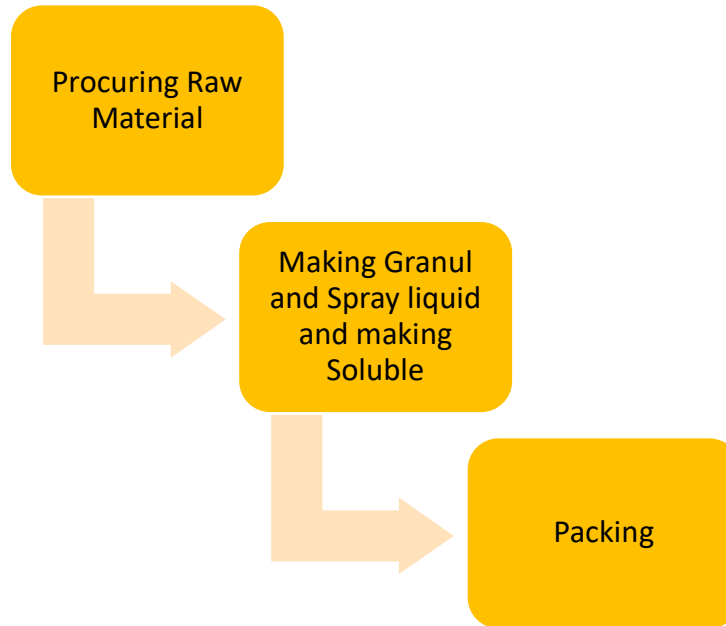 Procuring Raw
Material
Making Granul
and Spray liquid
and making
Soluble
Packing